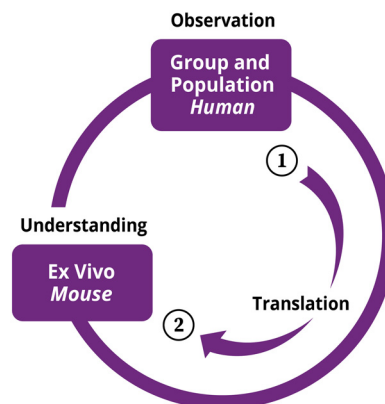 Observation
Group and
Population
Human
1
Understanding
Ex Vivo
Mouse
Translation
2